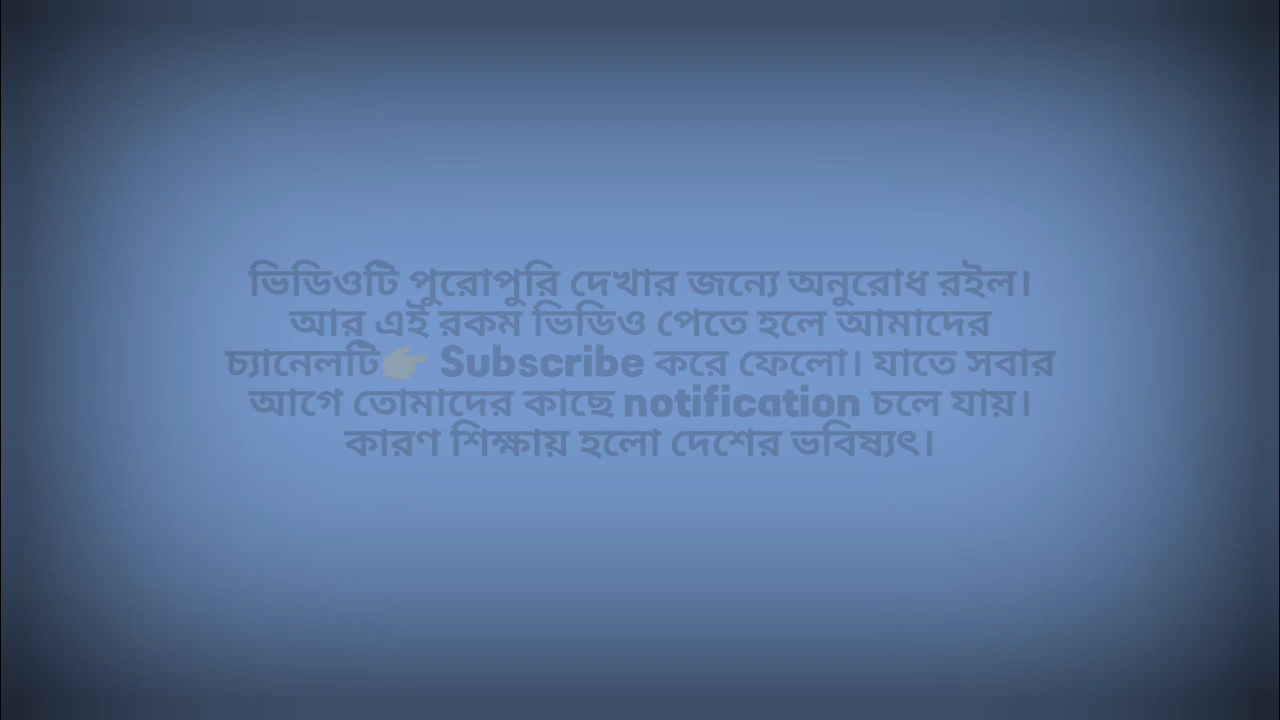 ভিডিওটি পুরোপুরি দেখার জন্যে অনুরোধ রইল।
আর এই রকম ভিডিও পেতে হলে আমাদের
চ্যানেলটি👉 Subscribe করে ফেলো। যাতে সবার
আগে তোমাদের কাছে notification চলে যায়।
কারণ শিক্ষায় হলো দেশের ভবিষ্যৎ।